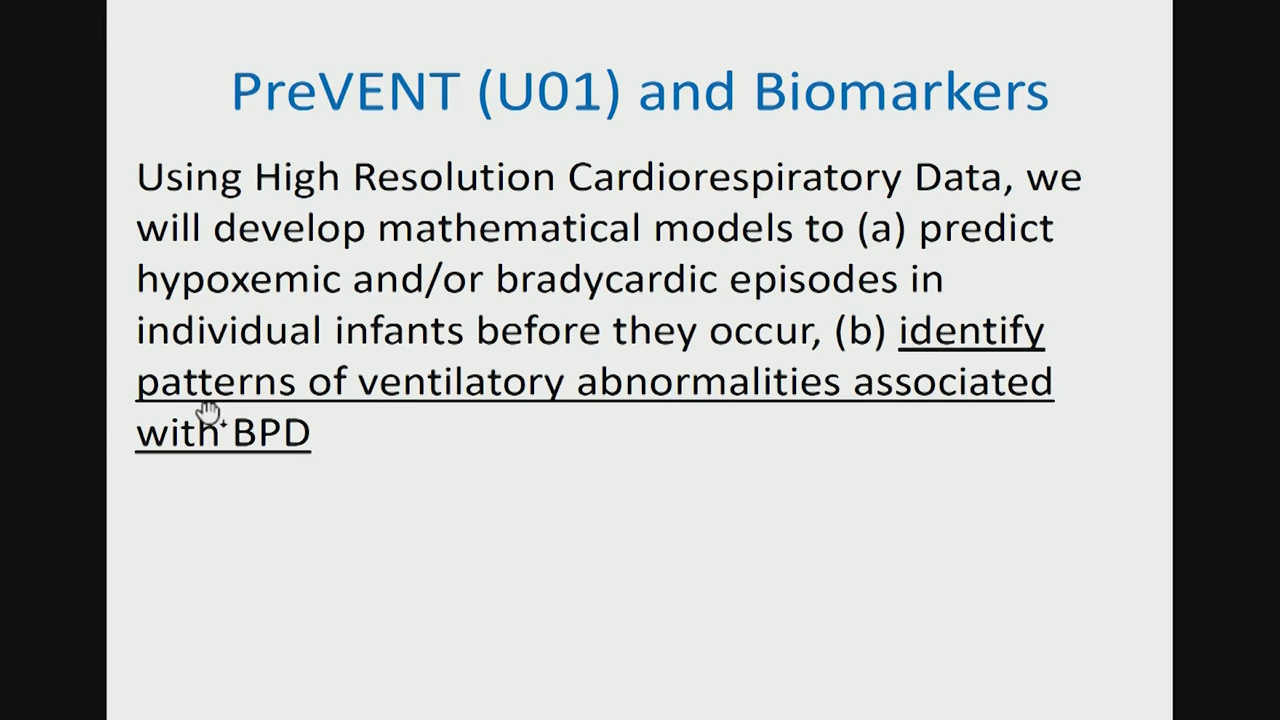 PreVENT (U01) and Biomarkers
Using High Resolution Cardiorespiratory Data, we
will develop mathematical models to (a) predict
hypoxemic and/or bradycardic episodes in
individual infants before they occur, (b) identify
patterns of ventilatory abnormalities associated
with BPD